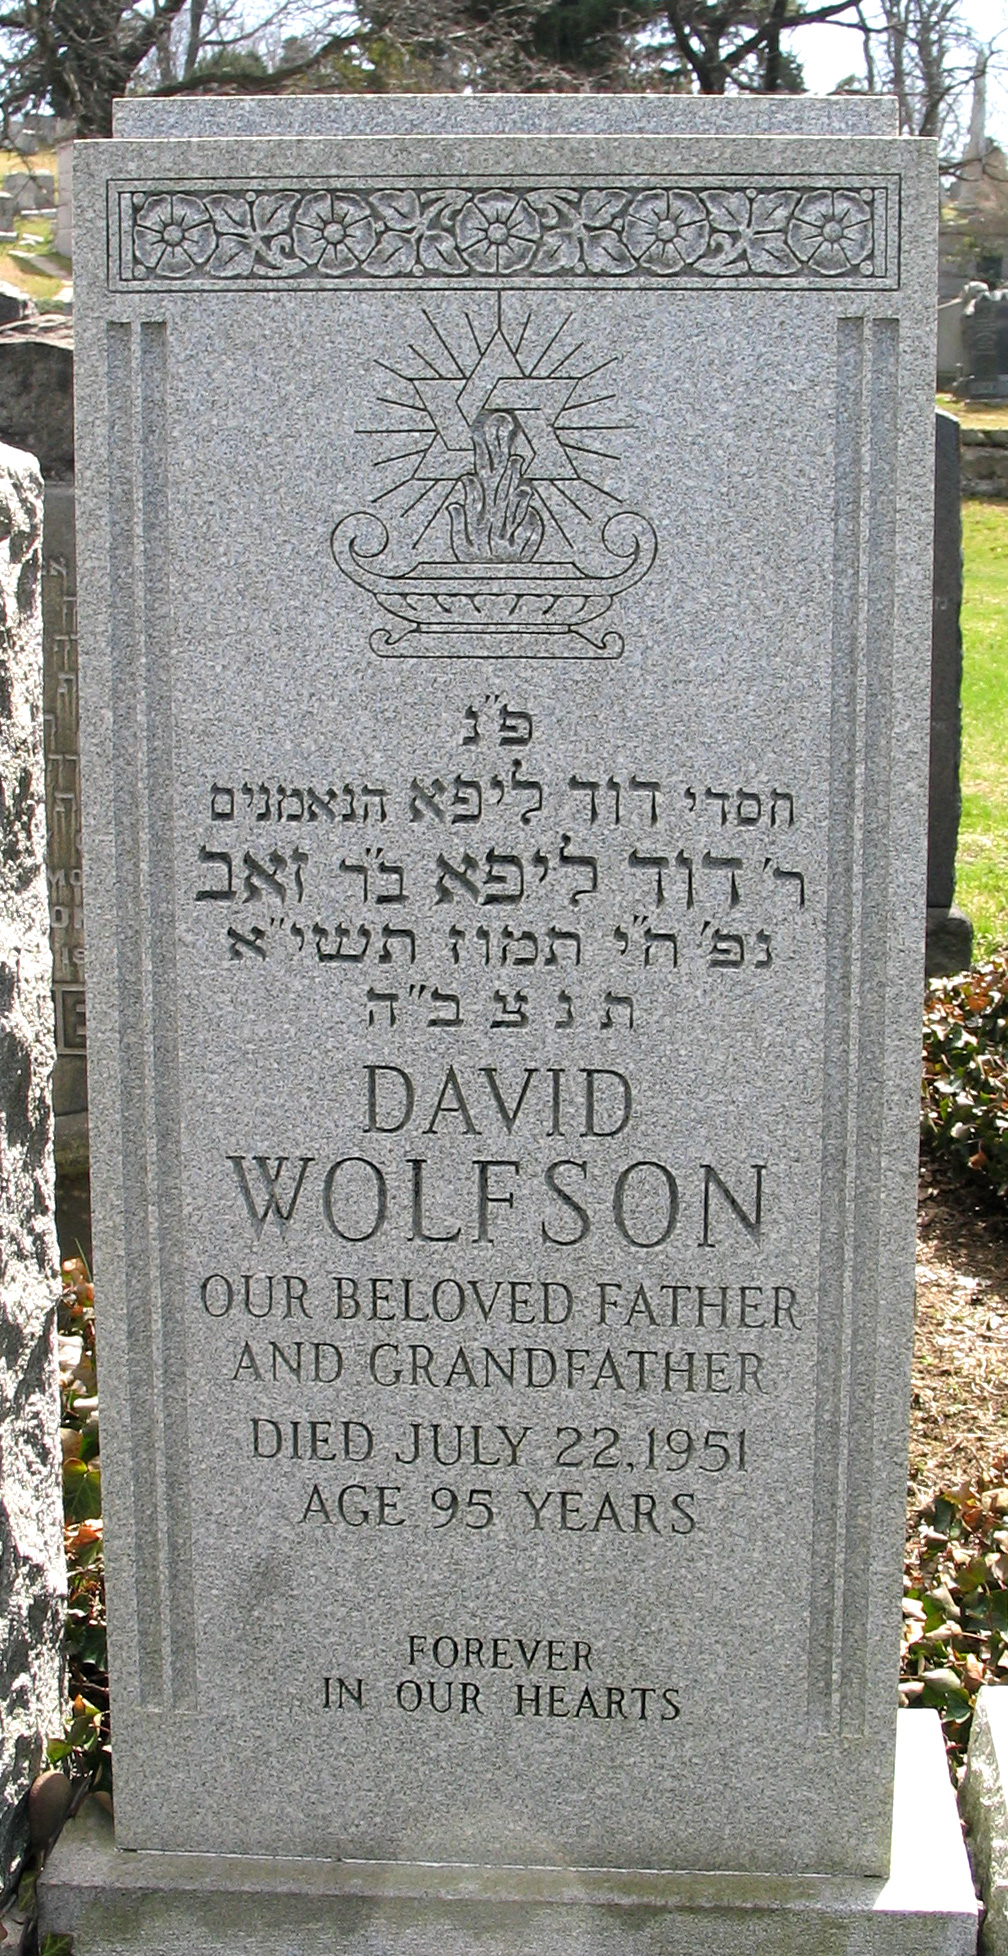 פ"נ
חסדי דוד ליפא הנאמנים
ר' דוד ליפא ב"ר זאב
נפ' ח"י תמוז תשי"א
ת נ צ ב"ה
DAVID
WOLFSON
OUR BELOVED FATHER
AND GRANDFATHER
DIED JULY 22, 1951
AGE 95 YEARS
FOREVER
IN OUR HEARTS